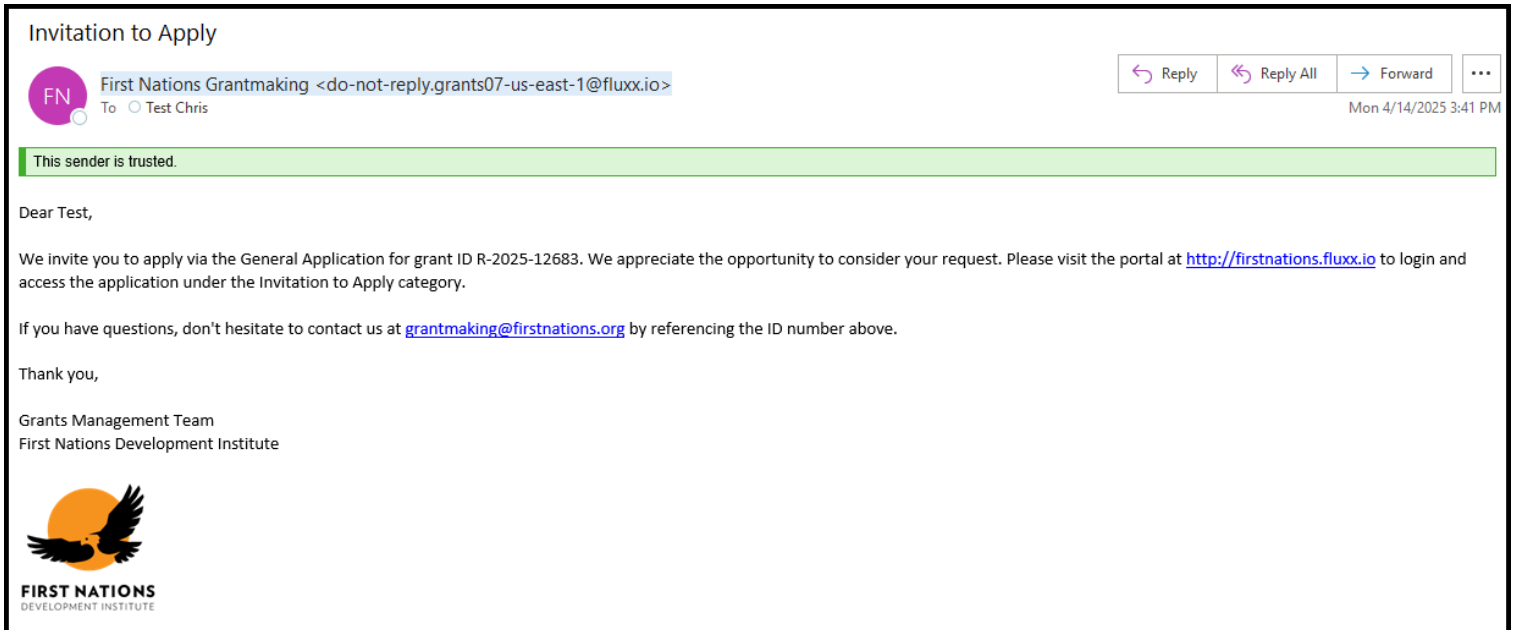 Invitation to Apply
FN
First Nations Grantmaking <do-not-reply.grants07-us-east-1@fluxx.io>
To Test Chris
Reply
Reply All
Forward
...
Mon 4/14/2025 3:41 PM
This sender is trusted.
Dear Test,
We invite you to apply via the General Application for grant ID R-2025-12683. We appreciate the opportunity to consider your request. Please visit the portal at http://firstnations.fluxx.io to login and
access the application under the Invitation to Apply category.
If you have questions, don't hesitate to contact us at grantmaking@firstnations.org by referencing the ID number above.
Thank you,
Grants Management Team
First Nations Development Institute
FIRST NATIONS
DEVELOPMENT INSTITUTE